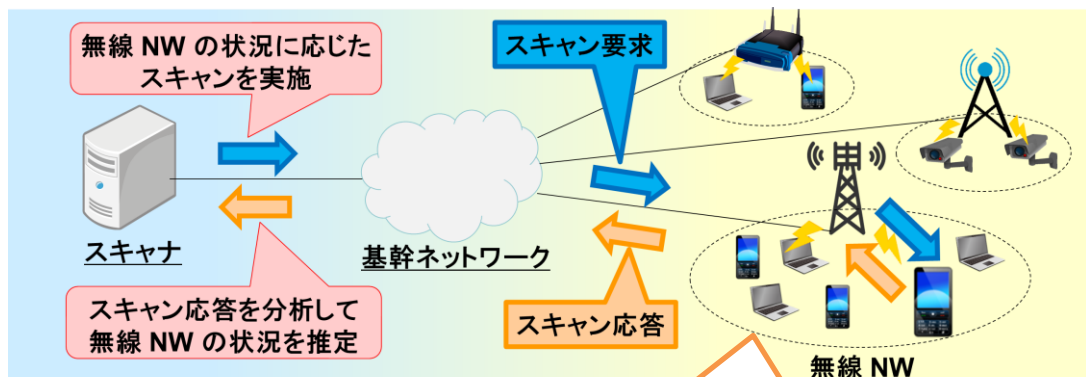 無線 NW の状況に応じた
スキャンを実施
スキャン要求
スキャナ
基幹ネットワーク
スキャン応答を分析して
無線 NW の状況を推定
スキャン応答
無線 NW